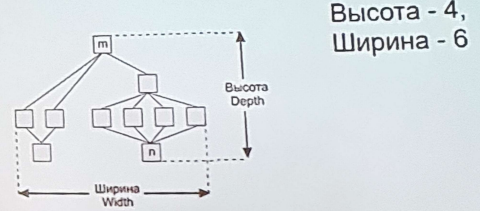 Высота - 4,
Ширина - 6
m
Высота
Depth
n
Ширина
Width